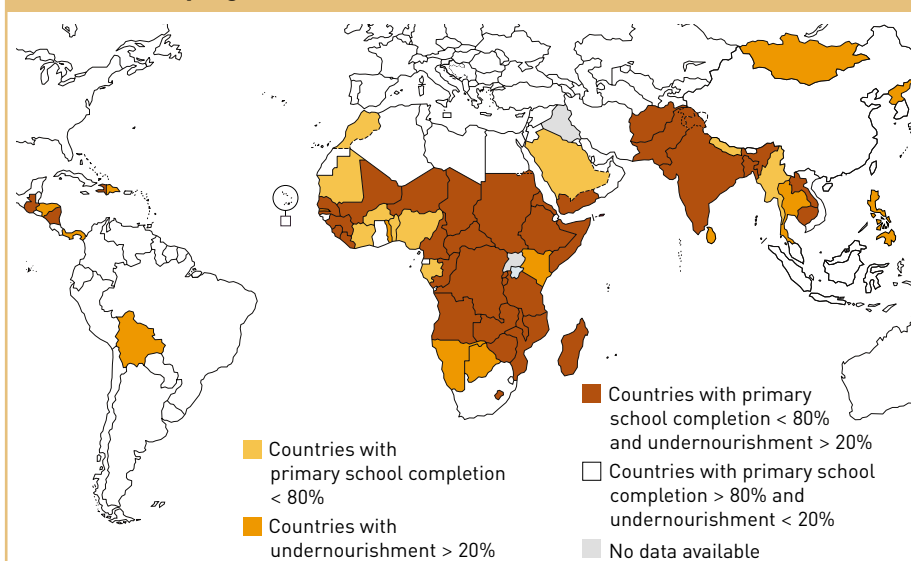 Countries with
primary school completion
< 80%
Countries with
undernourishment > 20%
Countries with primary
school completion < 80%
and undernourishment > 20%
Countries with primary school
completion > 80% and
undernourishment < 20%
No data available